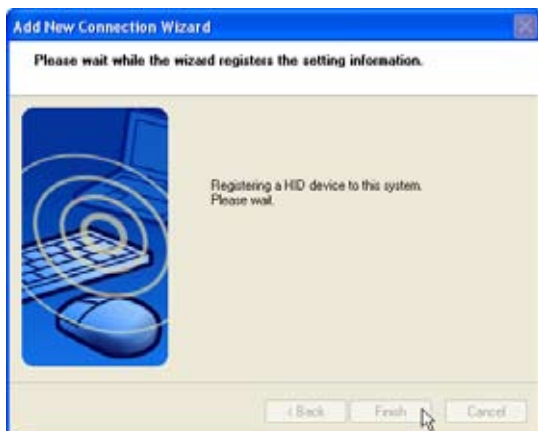 Add New Connection Wizard
Please wait while the wizard registers the setting information.
Registering a HID device to this system.
Please wait.
< Back
Finish
Cancel